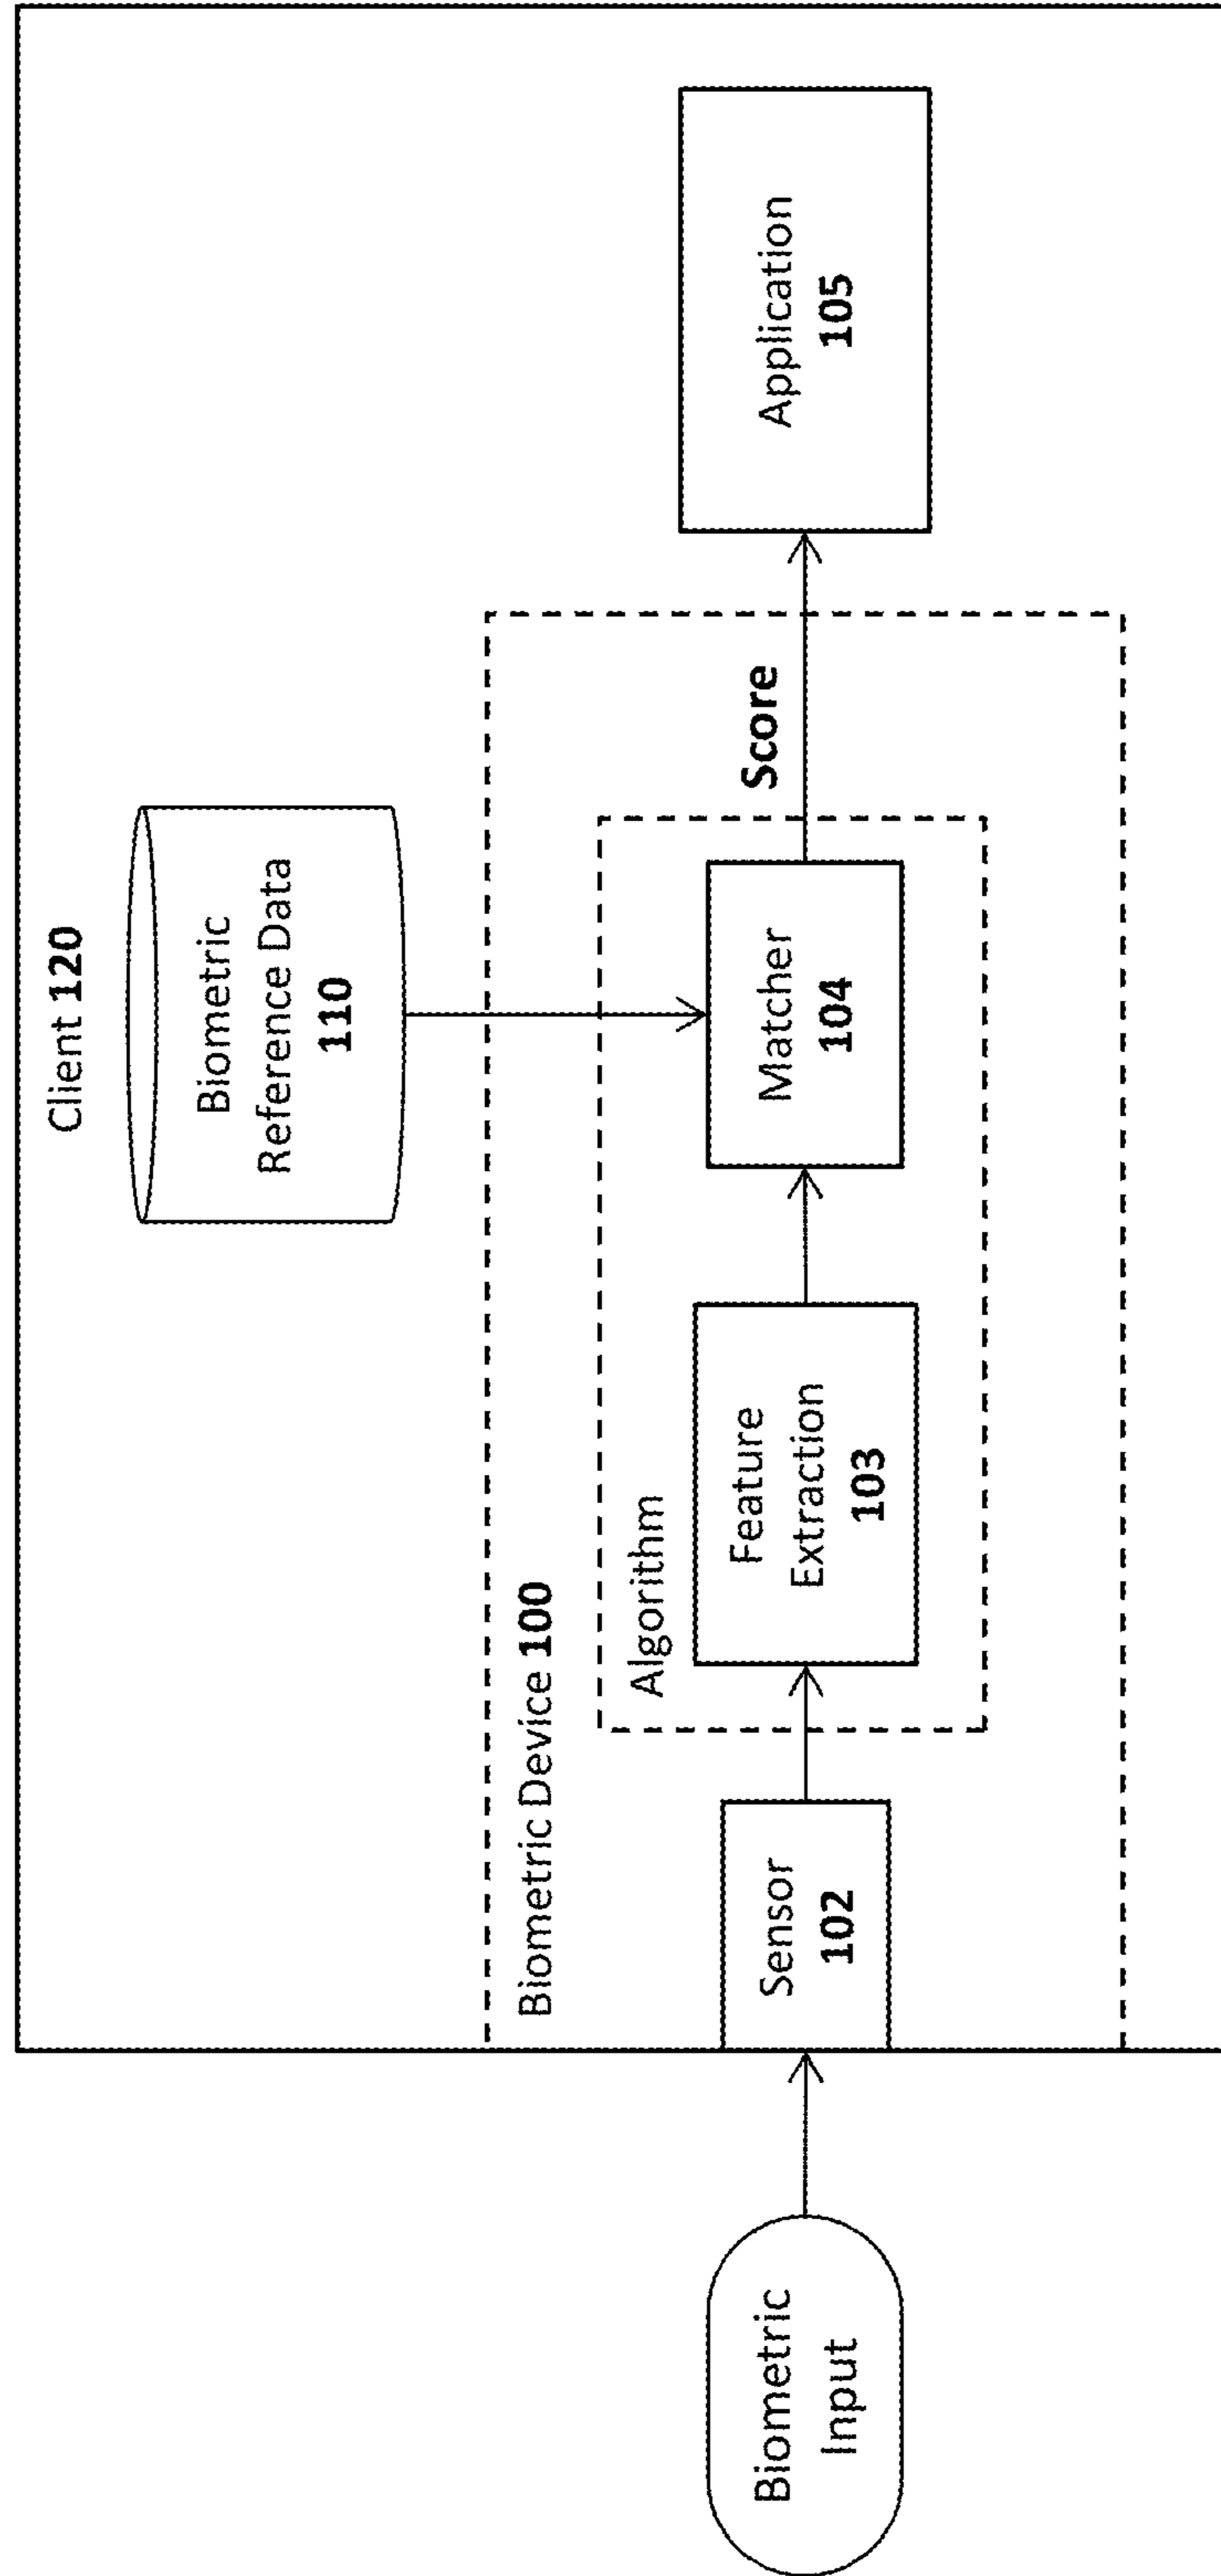 Client 120
Biometric
Reference Data
110
Biometric Device 100
Algorithm
Biometric
Input
Sensor
102
Feature
Extraction
103
Matcher
104
Score
Application
105